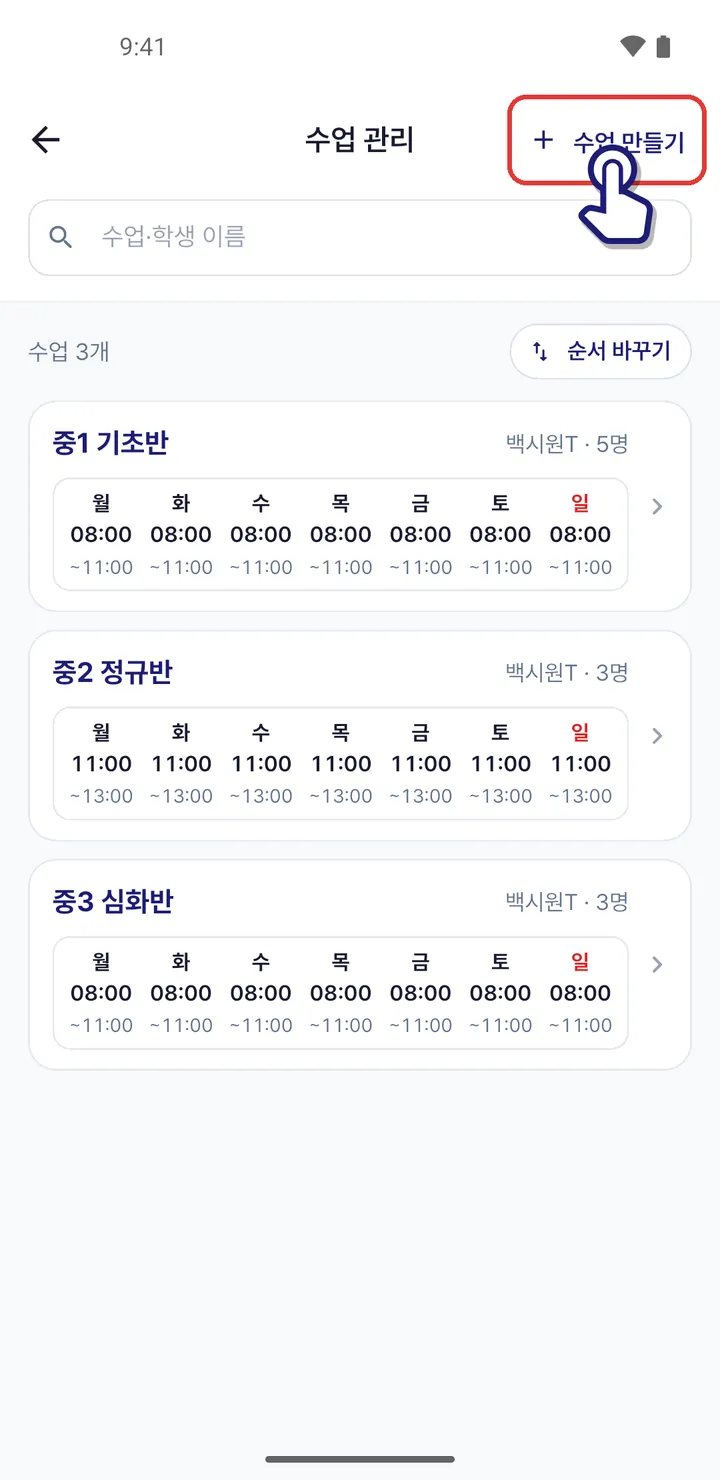 9:41
수업 관리
+ 수업 만들기
수업·학생 이름
수업 3개
순서 바꾸기
중1 기초반 백시원T · 5명
월 화 수 목 금 토 일
08:00 08:00 08:00 08:00 08:00 08:00 08:00
~11:00 ~11:00 ~11:00 ~11:00 ~11:00 ~11:00 ~11:00
중2 정규반 백시원T · 3명
월 화 수 목 금 토 일
11:00 11:00 11:00 11:00 11:00 11:00 11:00
~13:00 ~13:00 ~13:00 ~13:00 ~13:00 ~13:00 ~13:00
중3 심화반 백시원T · 3명
월 화 수 목 금 토 일
08:00 08:00 08:00 08:00 08:00 08:00 08:00
~11:00 ~11:00 ~11:00 ~11:00 ~11:00 ~11:00 ~11:00